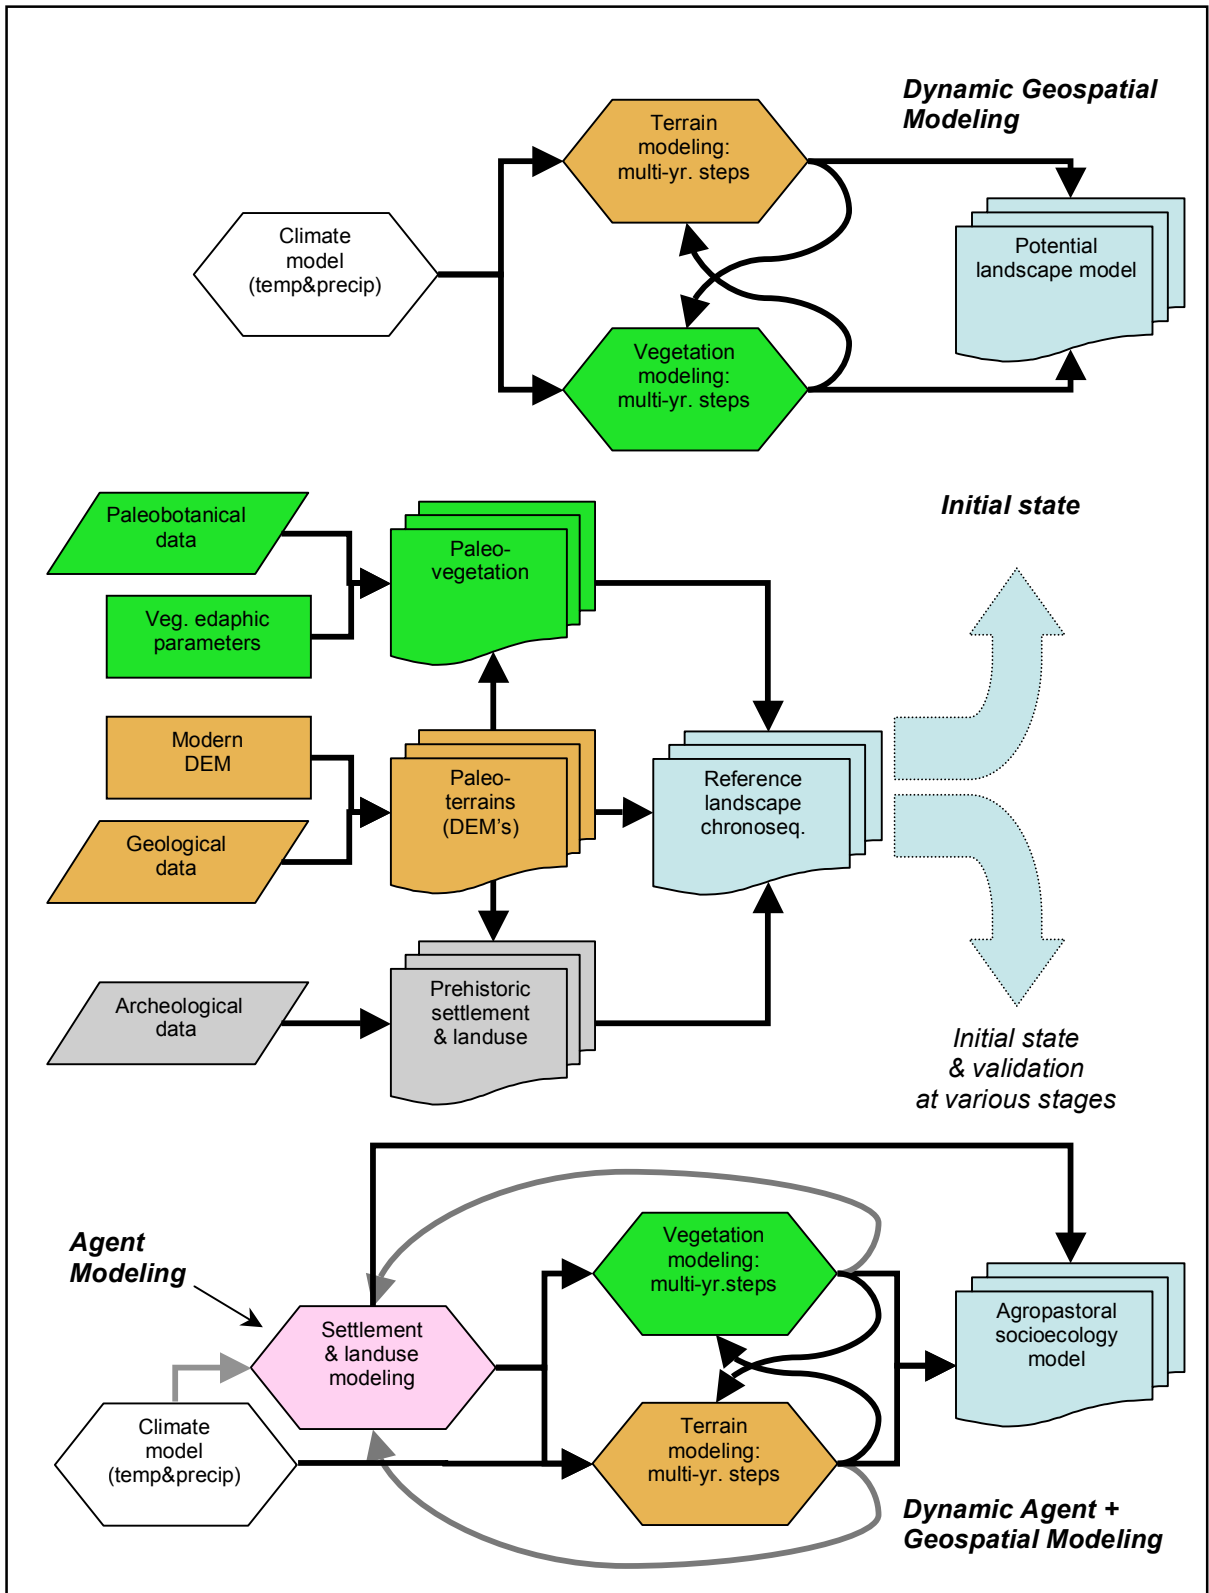 Dynamic Geospatial
Modeling
Terrain
modeling:
multi-yr. steps
Climate
model
(temp&precip)
Potential
landscape model
Vegetation
modeling:
multi-yr. steps
Paleobotanical
data
Paleo-
vegetation
Initial state
Veg. edaphic
parameters
Modern
DEM
Paleo-
terrains
(DEM's)
Reference
landscape
chronoseq.
Geological
data
Archeological
data
Prehistoric
settlement
& landuse
Initial state
& validation
at various stages
Agent
Modeling
Vegetation
modeling:
multi-yr.steps
Settlement
& landuse
modeling
Agropastoral
socioecology
model
Climate
model
(temp&precip)
Terrain
modeling:
multi-yr. steps
Dynamic Agent +
Geospatial Modeling